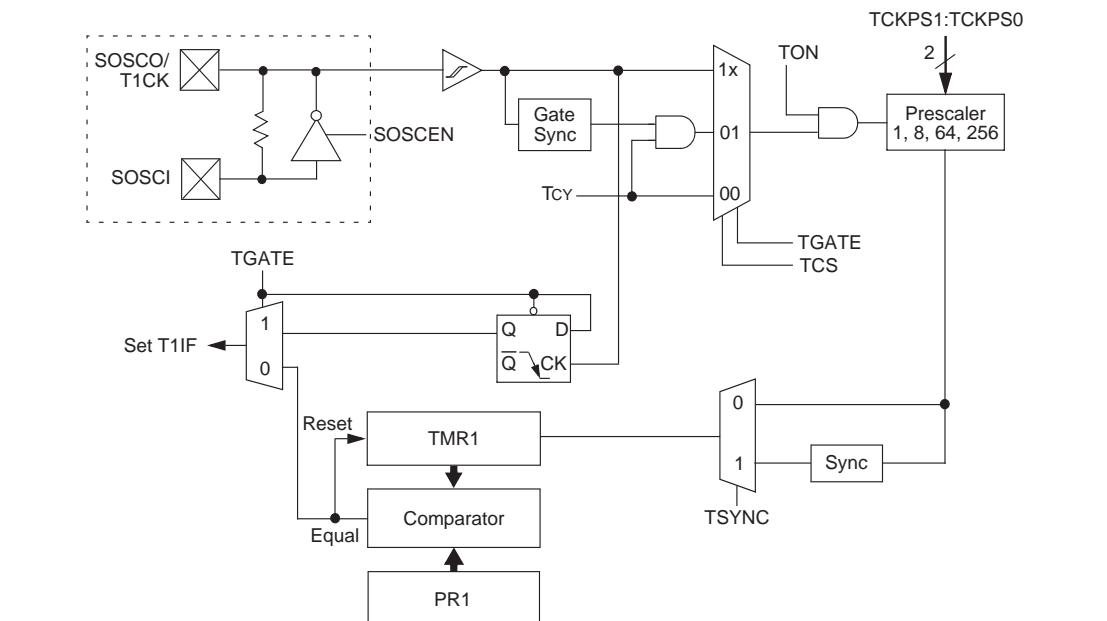 TCKPS1:TCKPS0
2
TON
SOSCO/
T1CK
1x
Gate
Sync
Prescaler
1, 8, 64, 256
01
SOSCEN
SOSCI
TCY
00
TGATE
TCS
TGATE
1
Q
D
Set T1IF
Q̅
CK
0
0
Reset
TMR1
1
Sync
Comparator
TSYNC
Equal
PR1